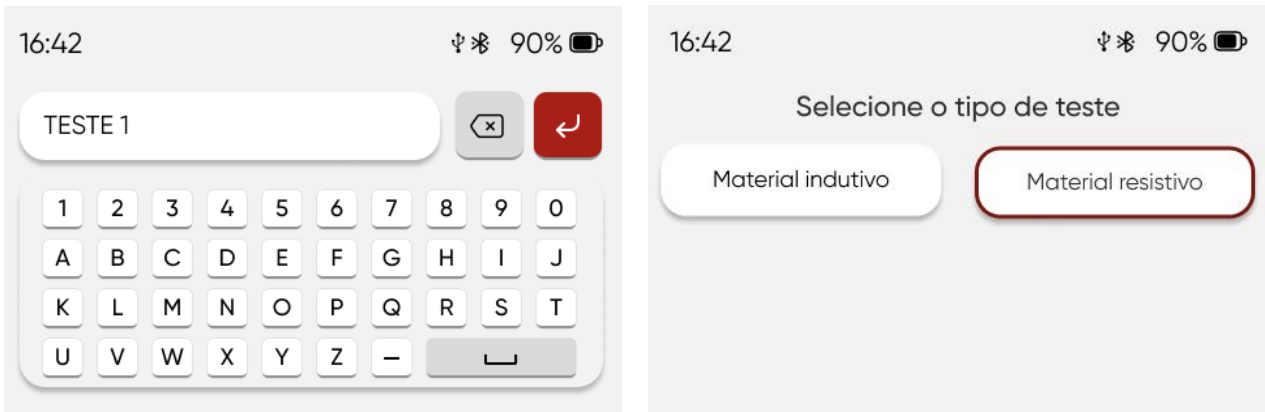 16:42 90%
TESTE 1
1 2 3 4 5 6 7 8 9 0
A B C D E F G H I J
K L M N O P Q R S T
U V W X Y Z –
16:42 90%
Selecione o tipo de teste
Material indutivo Material resistivo